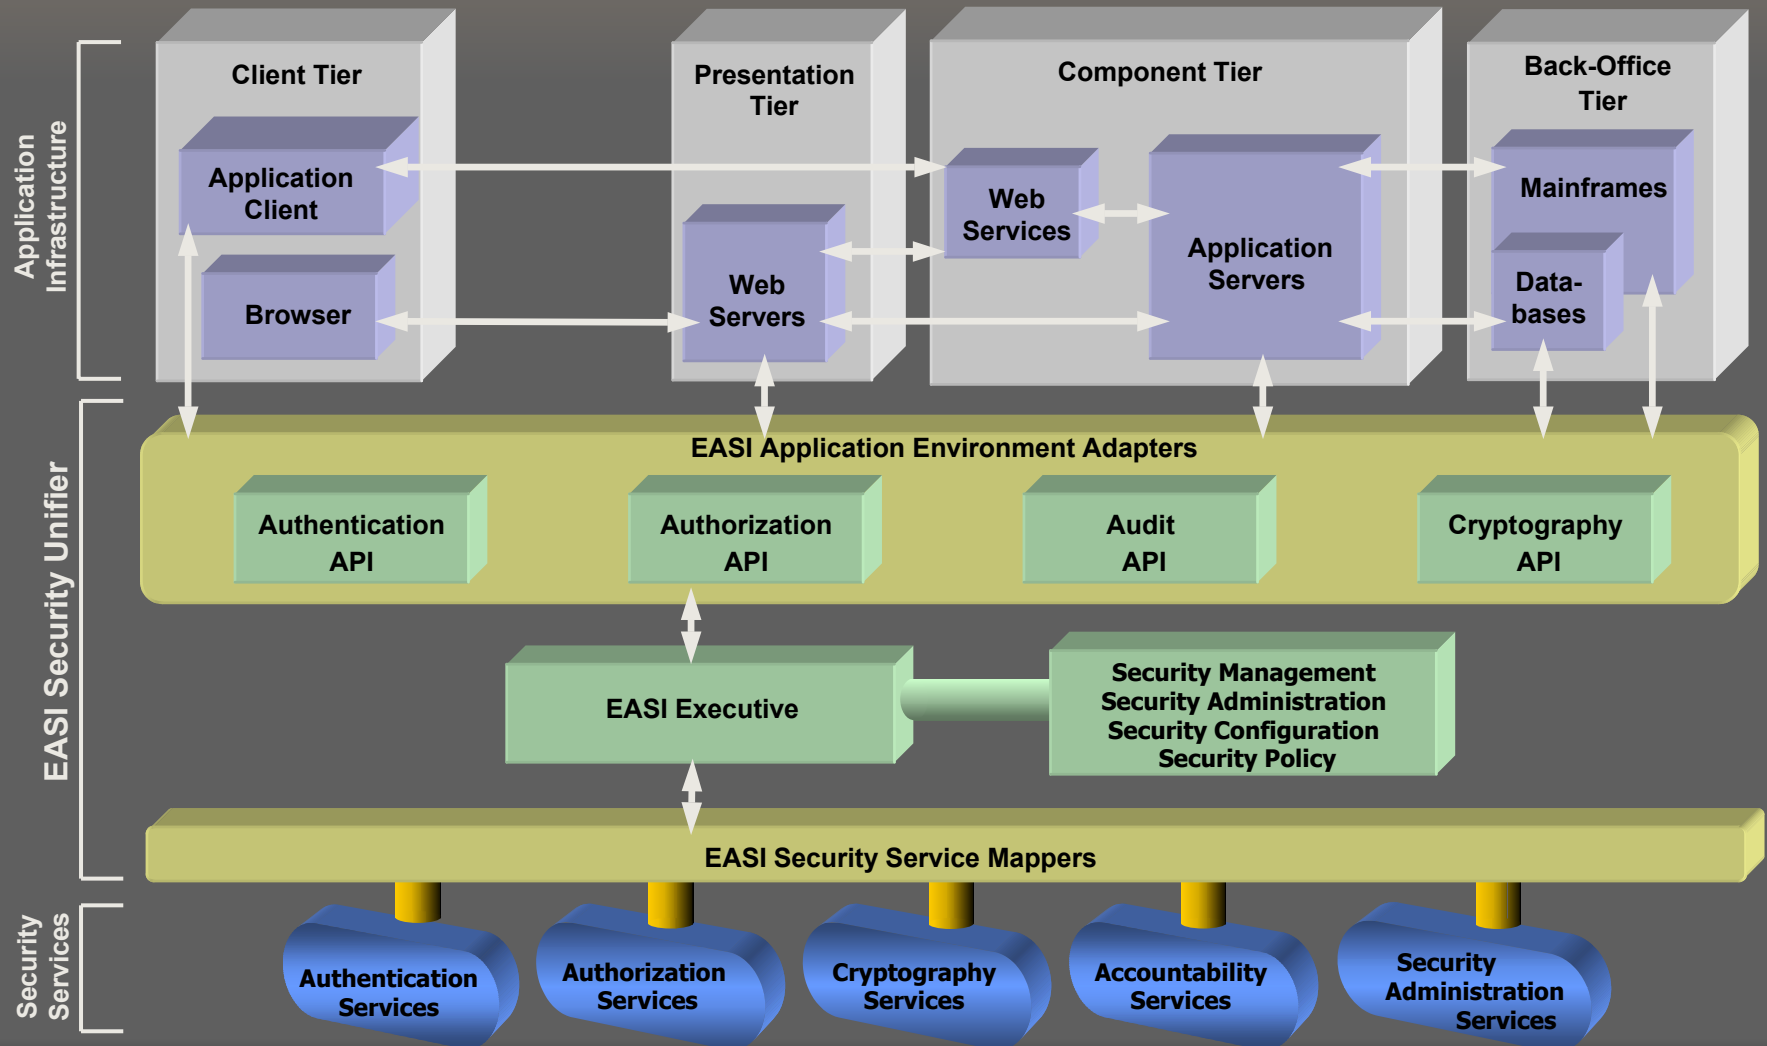 Application
Infrastructure
Client Tier
Application
Client
Browser
Presentation
Tier
Web
Servers
Component Tier
Web
Services
Application
Servers
Back-Office
Tier
Mainframes
Data-
bases
EASI Security Unifier
EASI Application Environment Adapters
Authentication
API
Authorization
API
Audit
API
Cryptography
API
EASI Executive
Security Management
Security Administration
Security Configuration
Security Policy
EASI Security Service Mappers
Security
Services
Authentication
Services
Authorization
Services
Cryptography
Services
Accountability
Services
Security
Administration
Services